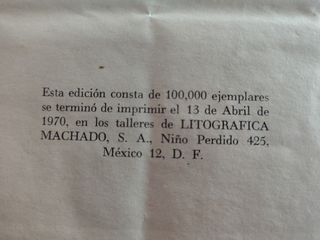 Esta edición consta de 100,000 ejemplares
se terminó de imprimir el 13 de Abril de
1970, en los talleres de LITOGRAFICA
MACHADO, S. A., Niño Perdido 425,
México 12, D. F.